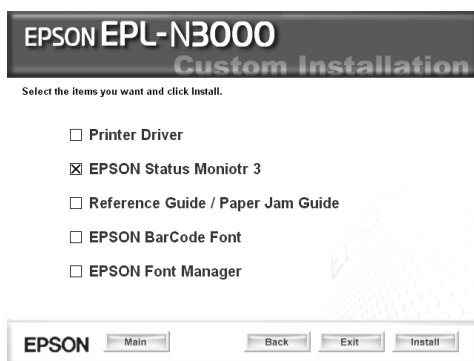 EPSON EPL-N3000
Custom Installation
Select the items you want and click Install.
Printer Driver
EPSON Status Moniotr 3
Reference Guide / Paper Jam Guide
EPSON BarCode Font
EPSON Font Manager
EPSON Main Back Exit Install